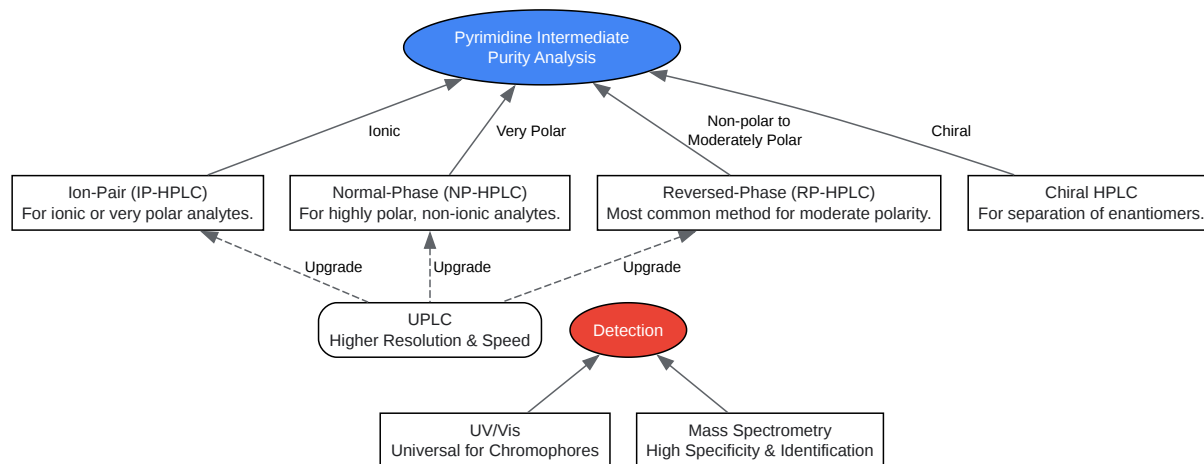 Pyrimidine Intermediate
Purity Analysis
Ionic
Very Polar
Non-polar to
Moderately Polar
Chiral
Ion-Pair (IP-HPLC)
For ionic or very polar analytes.
Normal-Phase (NP-HPLC)
For highly polar, non-ionic analytes.
Reversed-Phase (RP-HPLC)
Most common method for moderate polarity.
Chiral HPLC
For separation of enantiomers.
Upgrade
Upgrade
Upgrade
UPLC
Higher Resolution & Speed
Detection
UV/Vis
Universal for Chromophores
Mass Spectrometry
High Specificity & Identification